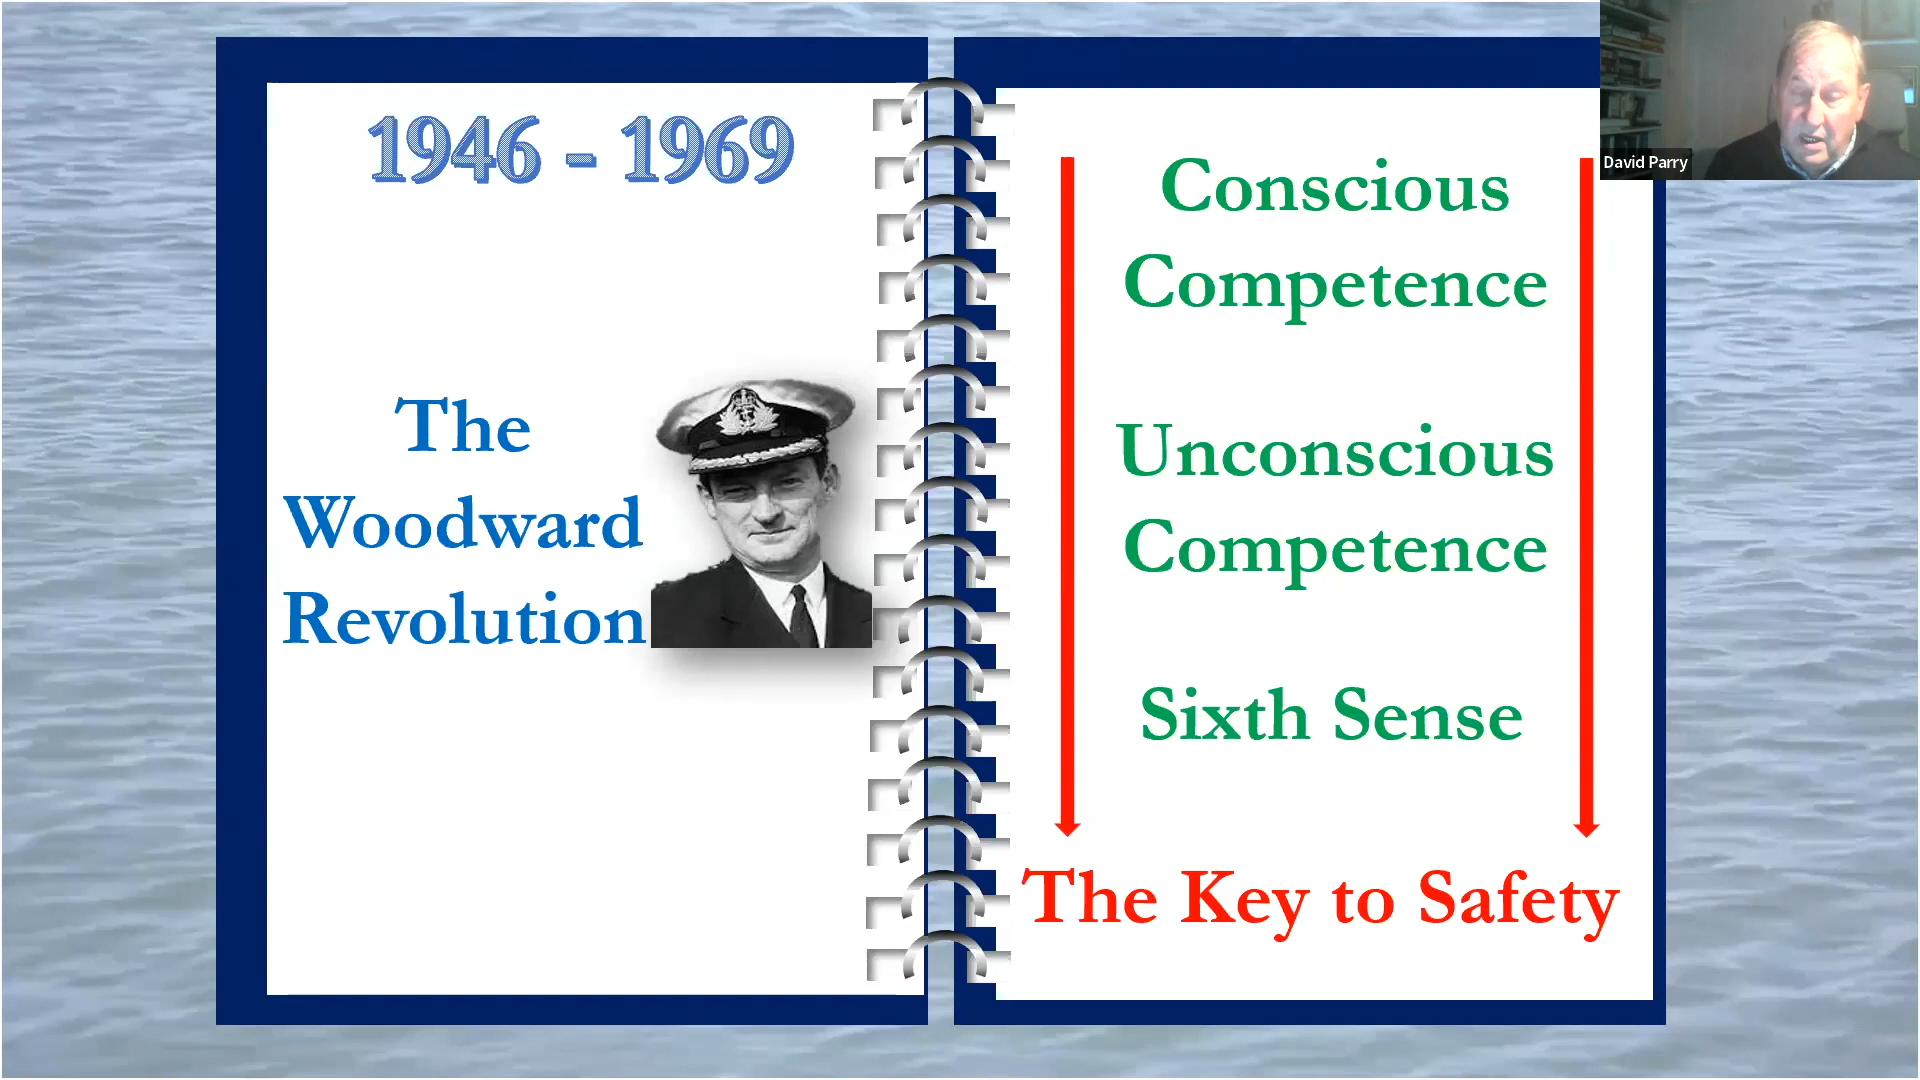 1946 - 1969
The
Woodward
Revolution
Conscious
Competence
Unconscious
Competence
Sixth Sense
The Key to Safety
David Parry